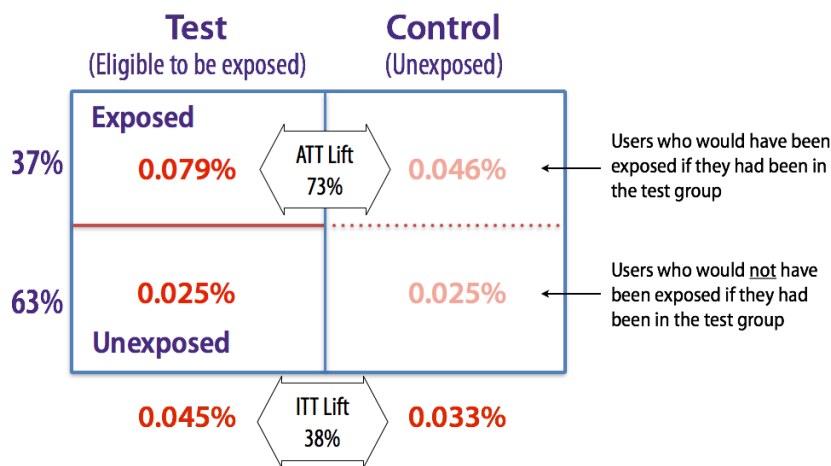 Test
Control
(Eligible to be exposed)
(Unexposed)
Exposed
37%
0.079%
ATT Lift
73%
0.046%
Users who would have been
exposed if they had been in
the test group
63%
0.025%
0.025%
Users who would not have
been exposed if they had
been in the test group
Unexposed
0.045%
ITT Lift
38%
0.033%